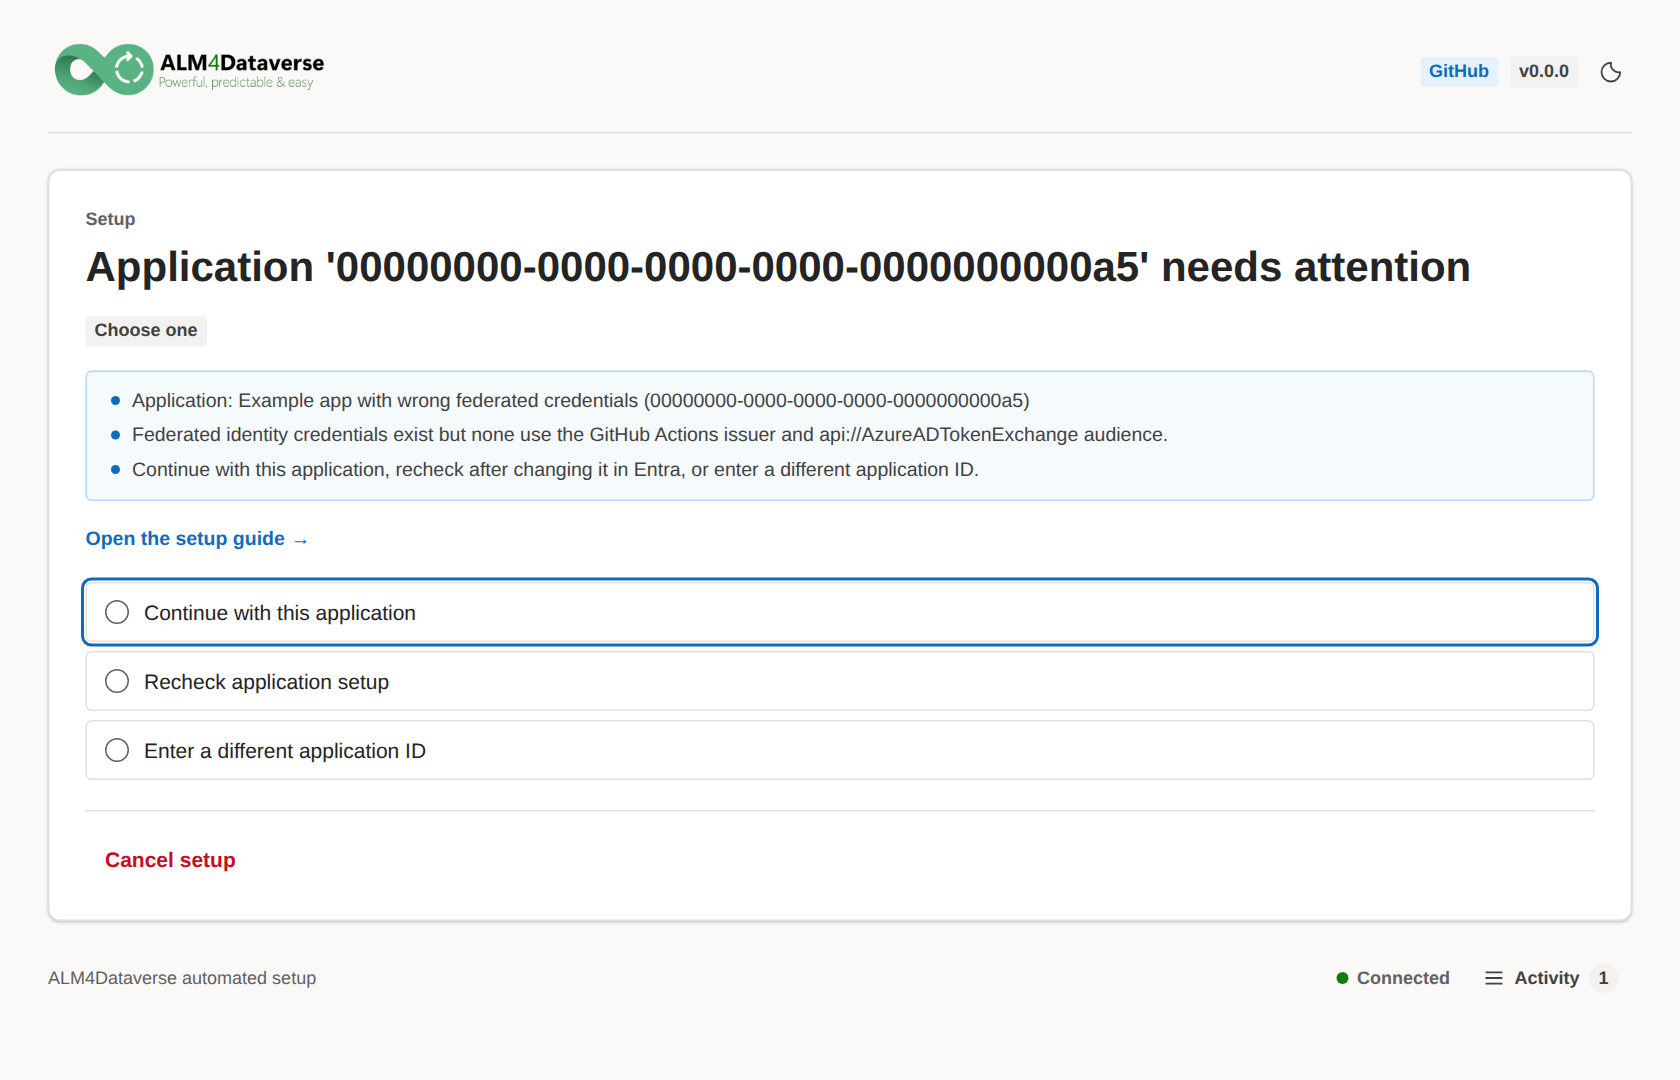 ALM4Dataverse
Powerful, predictable & easy
GitHub
v0.0.0
Setup
Application '00000000-0000-0000-0000-0000000000a5' needs attention
Choose one
Application: Example app with wrong federated credentials (00000000-0000-0000-0000-0000000000a5)
Federated identity credentials exist but none use the GitHub Actions issuer and api://AzureADTokenExchange audience.
Continue with this application, recheck after changing it in Entra, or enter a different application ID.
Open the setup guide →
Continue with this application
Recheck application setup
Enter a different application ID
Cancel setup
ALM4Dataverse automated setup
Connected
Activity 1